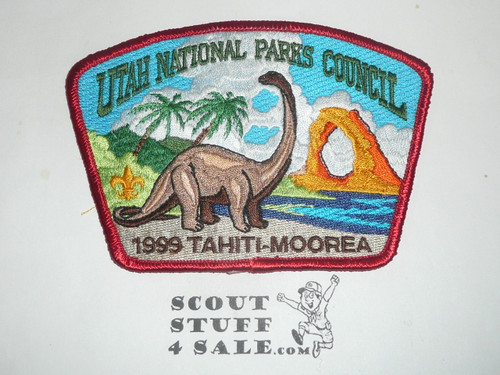 UTAH NATIONAL PARKS COUNCIL
1999 TAHITI-MOOREA
SCOUT
STUFF
4 SALE.COM